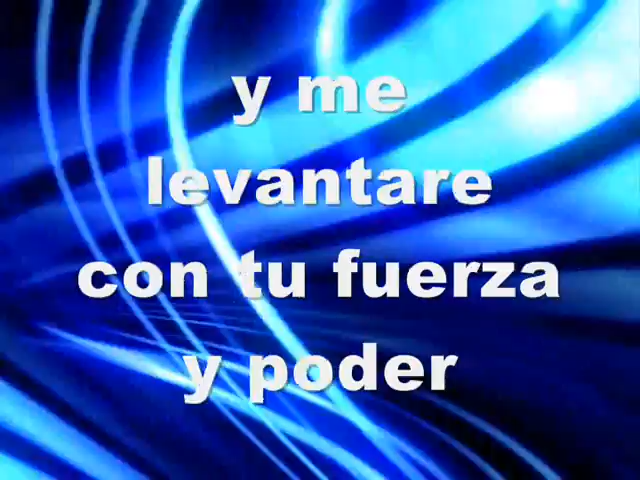 y me
levantare
con tu fuerza
y poder